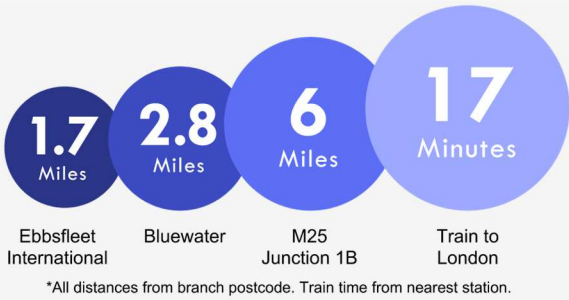 1.7
Miles
2.8
Miles
6
Miles
17
Minutes
Ebbsfleet
International
Bluewater
M25
Junction 1B
Train to
London
*All distances from branch postcode. Train time from nearest station.